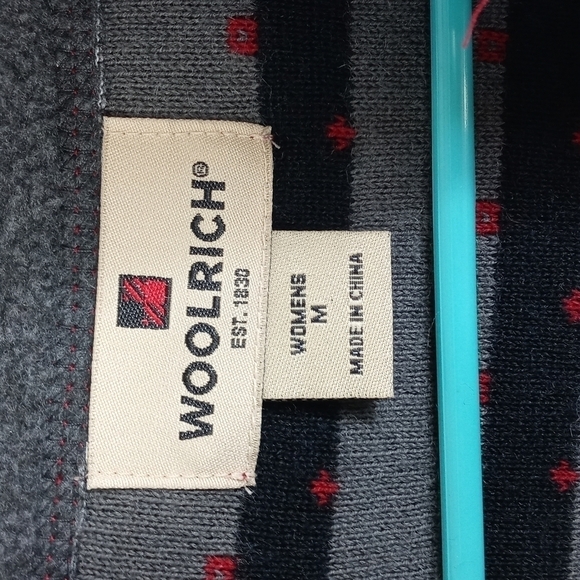 WOOLRICH®
EST. 1830
WOMENS
M
MADE IN CHINA